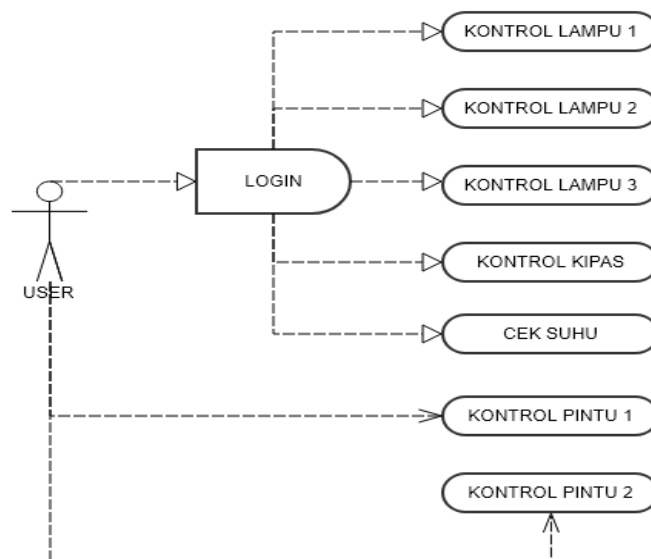 KONTROL LAMPU 1
KONTROL LAMPU 2
LOGIN
KONTROL LAMPU 3
KONTROL KIPAS
USER
CEK SUHU
KONTROL PINTU 1
KONTROL PINTU 2